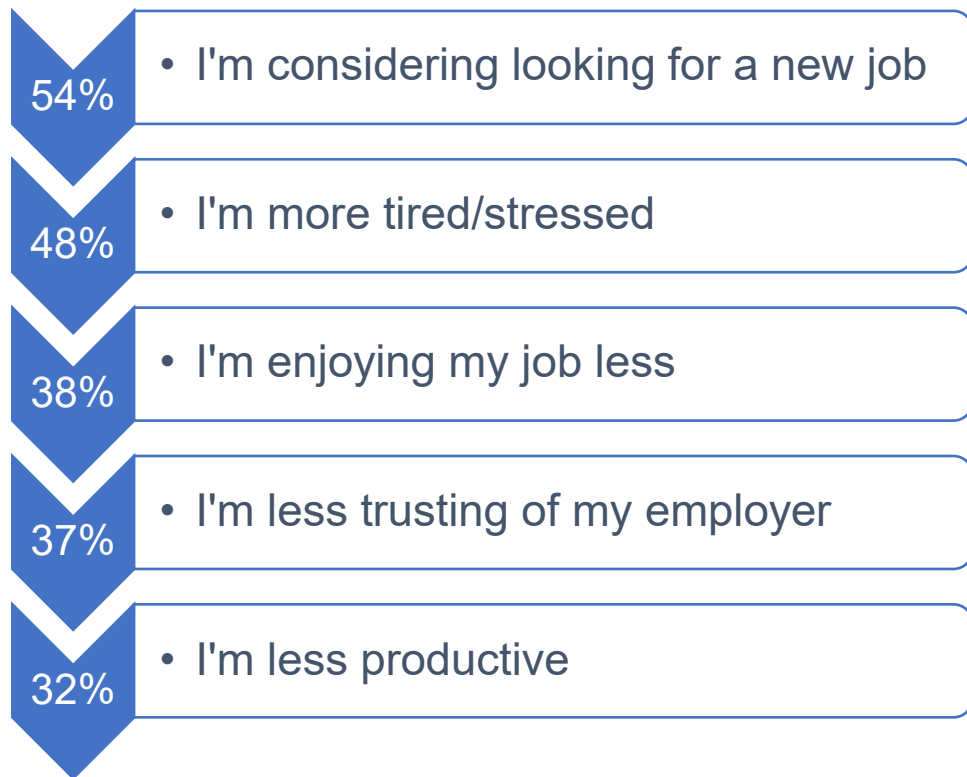 54%
• I'm considering looking for a new job
48%
• I'm more tired/stressed
38%
• I'm enjoying my job less
37%
• I'm less trusting of my employer
32%
• I'm less productive